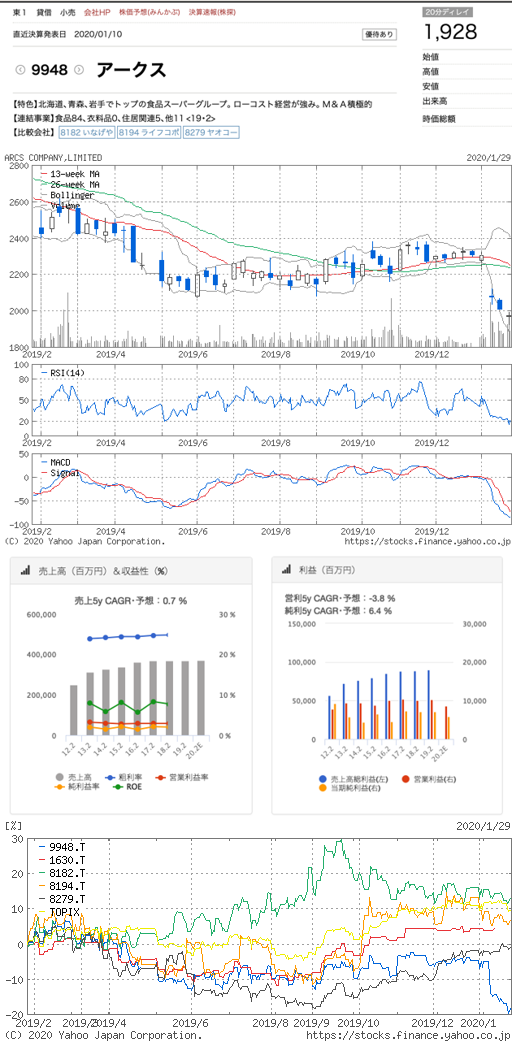 東1 貸借 小売 会社HP 株価予想(みんかぶ) 決算速報(株探)
20分ディレイ
直近決算発表日 2020/01/10
優待あり
1,928
9948
アークス
始値
高値
安値
出来高
時価総額
【特色】北海道、青森、岩手でトップの食品スーパーグループ。ローコスト経営が強み。M&A積極的
【連結事業】食品84、衣料品0、住居関連5、他11 <19・2>
【比較会社】 8182 いなげや 8194 ライフコポ 8279 ヤオコー
ARCS COMPANY,LIMITED
2020/1/29
2800
2600
2400
2200
2000
1800
13-week MA
26-week MA
Bollinger
Volume
2019/2 2019/4 2019/6 2019/8 2019/10 2019/12
100
80
50
20
0
RSI(14)
2019/2 2019/4 2019/6 2019/8 2019/10 2019/12
50
0
-50
-100
MACD
Signal
2019/2 2019/4 2019/6 2019/8 2019/10 2019/12
(C) 2020 Yahoo Japan Corporation.
https://stocks.finance.yahoo.co.jp
売上高（百万円）＆収益性（%）
売上5y CAGR・予想：0.7 %
600,000
400,000
200,000
0
30 %
20 %
10 %
0 %
12.2 13.2 14.2 15.2 16.2 17.2 18.2 19.2 20.2E
売上高 粗利率 営業利益率
純利益率 ROE
利益（百万円）
営利5y CAGR・予想：-3.8 %
純利5y CAGR・予想：6.4 %
150,000
100,000
50,000
0
30,000
20,000
10,000
0
12.2 13.2 14.2 15.2 16.2 17.2 18.2 19.2 20.2E
売上高総利益(左) 営業利益(右)
当期純利益(右)
[%]
2020/1/29
30
20
10
0
-10
-20
9948.T
1630.T
8182.T
8194.T
8279.T
TOPIX
2019/2 2019/3 2019/4 2019/6 2019/8 2019/9 2019/10 2019/12 2020/1
(C) 2020 Yahoo Japan Corporation.
https://stocks.finance.yahoo.co.jp